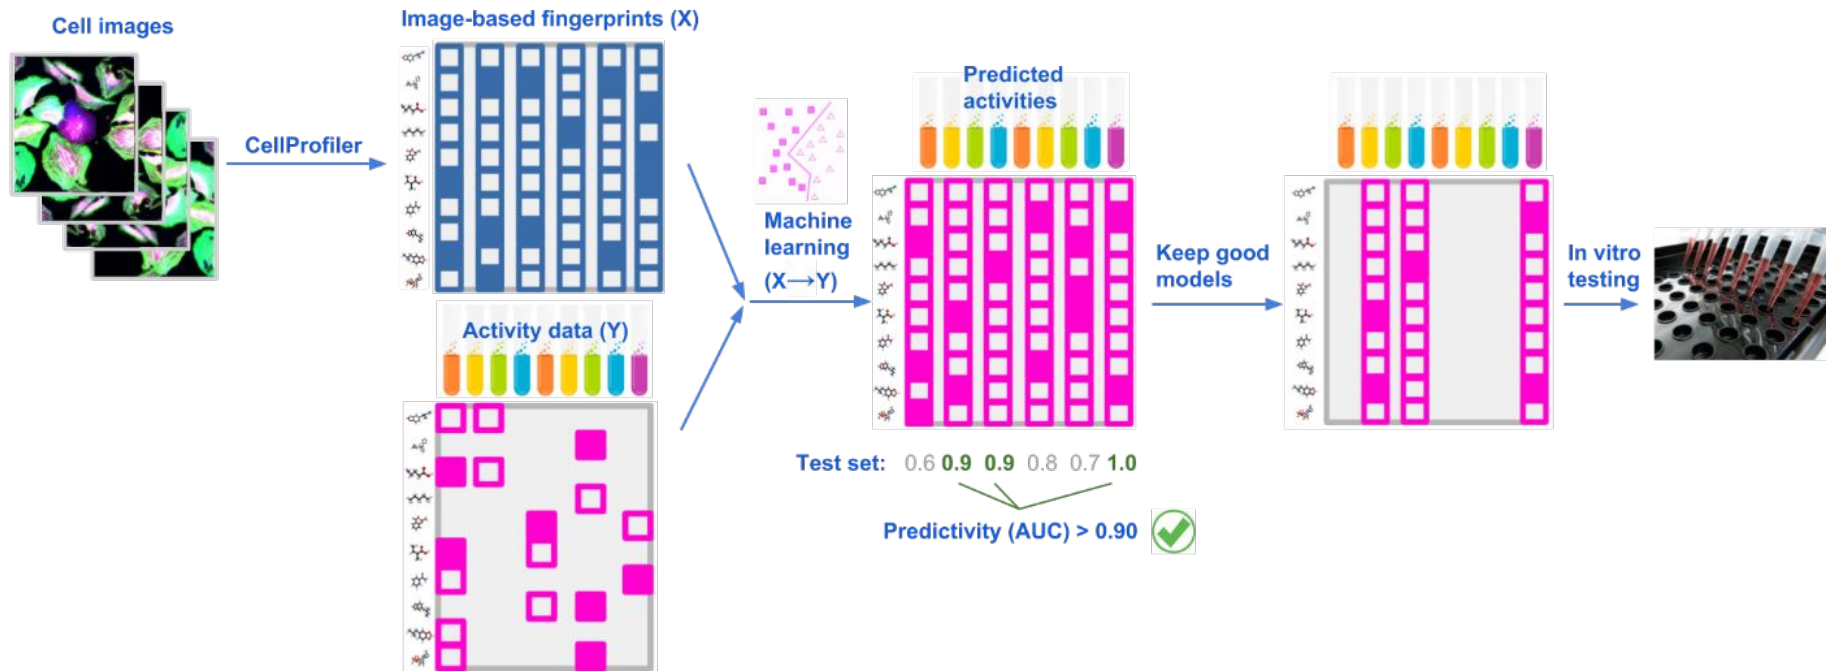 Cell images
CellProfiler
Image-based fingerprints (X)
Activity data (Y)
Machine
learning
(X→Y)
Predicted
activities
Test set: 0.6 0.9 0.9 0.8 0.7 1.0
Predictivity (AUC) > 0.90
Keep good
models
In vitro
testing